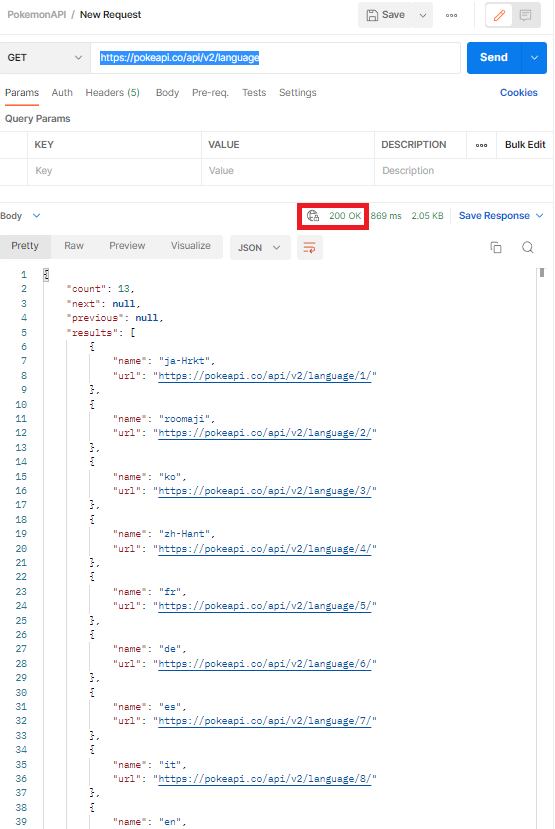 PokemonAPI / New Request
Save
GET
https://pokeapi.co/api/v2/language
Send
Params Auth Headers (5) Body Pre-req. Tests Settings
Cookies
Query Params
KEY VALUE DESCRIPTION Bulk Edit
Key Value Description
Body 200 OK 869 ms 2.05 KB Save Response
Pretty Raw Preview Visualize JSON
1 {
2 "count": 13,
3 "next": null,
4 "previous": null,
5 "results": [
6 {
7 "name": "ja-Hrkt",
8 "url": "https://pokeapi.co/api/v2/language/1/"
9 },
10 {
11 "name": "roomaji",
12 "url": "https://pokeapi.co/api/v2/language/2/"
13 },
14 {
15 "name": "ko",
16 "url": "https://pokeapi.co/api/v2/language/3/"
17 },
18 {
19 "name": "zh-Hant",
20 "url": "https://pokeapi.co/api/v2/language/4/"
21 },
22 {
23 "name": "fr",
24 "url": "https://pokeapi.co/api/v2/language/5/"
25 },
26 {
27 "name": "de",
28 "url": "https://pokeapi.co/api/v2/language/6/"
29 },
30 {
31 "name": "es",
32 "url": "https://pokeapi.co/api/v2/language/7/"
33 },
34 {
35 "name": "it",
36 "url": "https://pokeapi.co/api/v2/language/8/"
37 },
38 {
39 "name": "en",